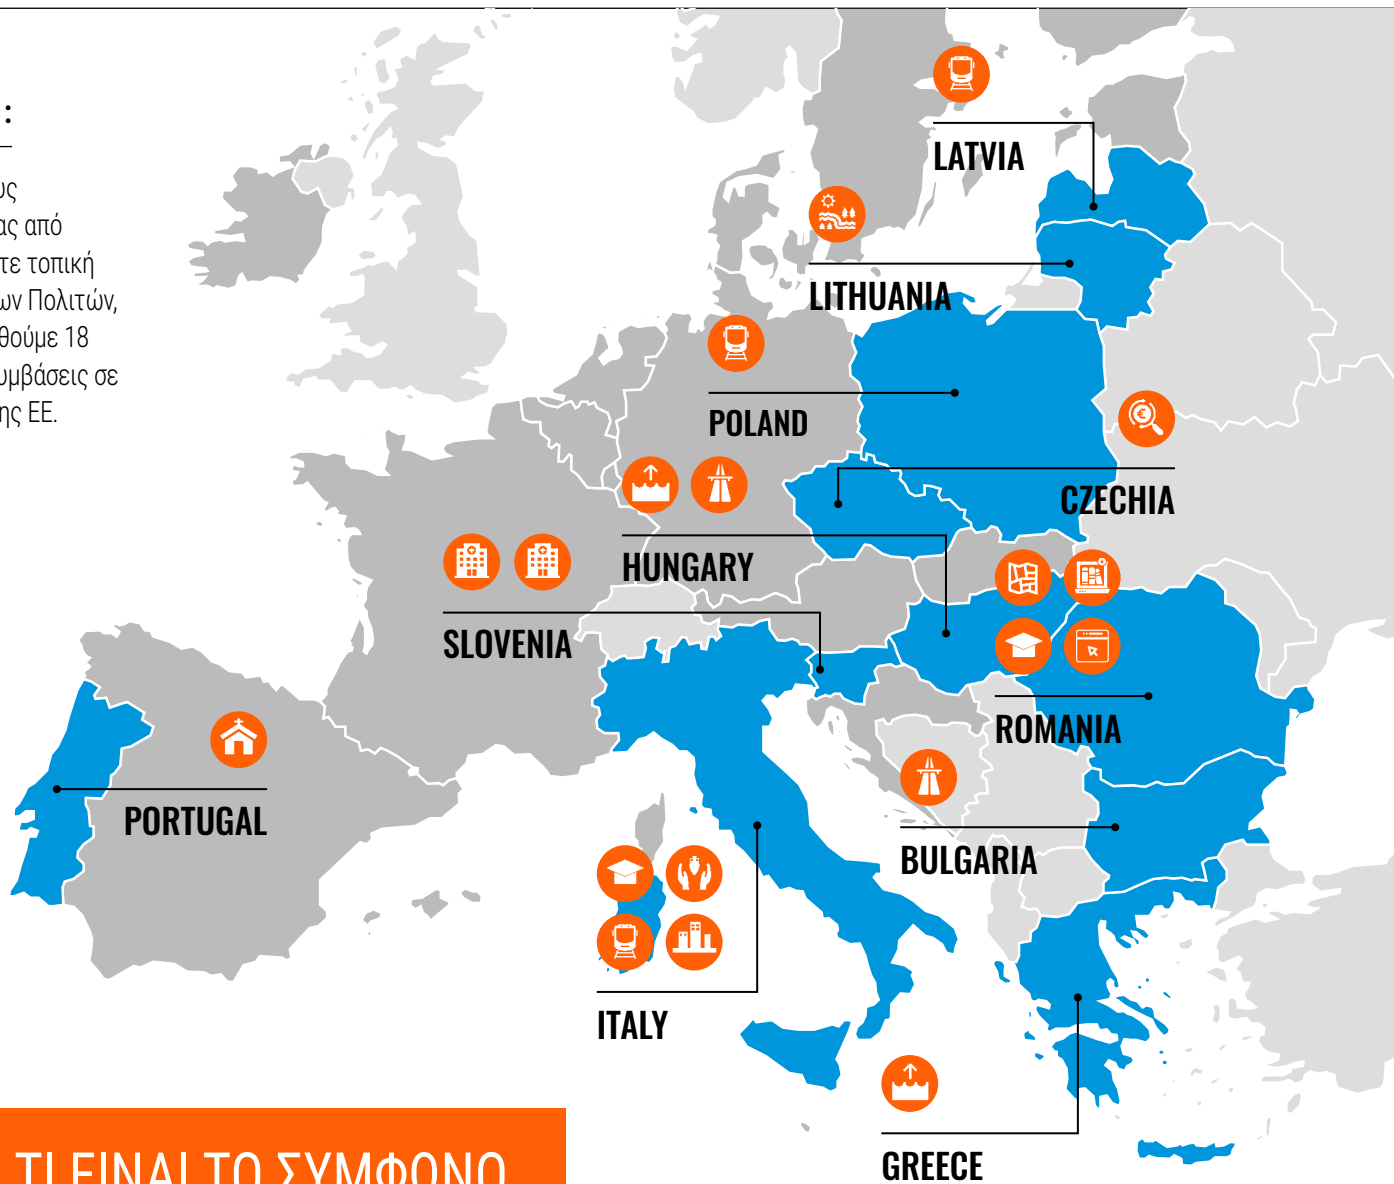 :
ας από
τε τοπική
ων Πολιτών,
θούμε 18
υμβάσεις σε
ης ΕΕ.
LATVIA
LITHUANIA
POLAND
CZECHIA
HUNGARY
SLOVENIA
ROMANIA
PORTUGAL
BULGARIA
ITALY
GREECE
ΤΙ ΕΙΝΑΙ ΤΟ ΣΥΜΦΩΝΟ